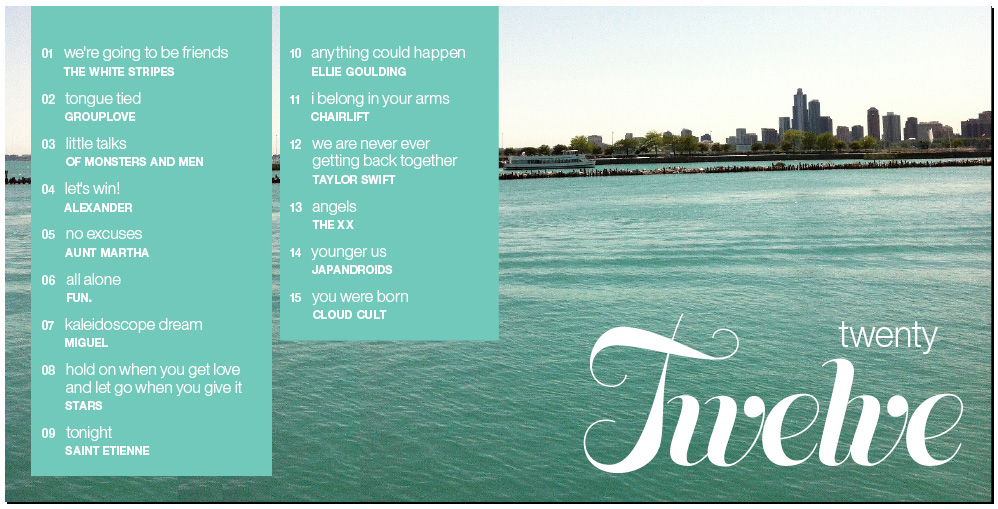 01 we're going to be friends
THE WHITE STRIPES
02 tongue tied
GROUPLOVE
03 little talks
OF MONSTERS AND MEN
04 let's win!
ALEXANDER
05 no excuses
AUNT MARTHA
06 all alone
FUN.
07 kaleidoscope dream
MIGUEL
08 hold on when you get love
and let go when you give it
STARS
09 tonight
SAINT ETIENNE
10 anything could happen
ELLIE GOULDING
11 i belong in your arms
CHAIRLIFT
12 we are never ever
getting back together
TAYLOR SWIFT
13 angels
THE XX
14 younger us
JAPANDROIDS
15 you were born
CLOUD CULT
twenty
Twelve